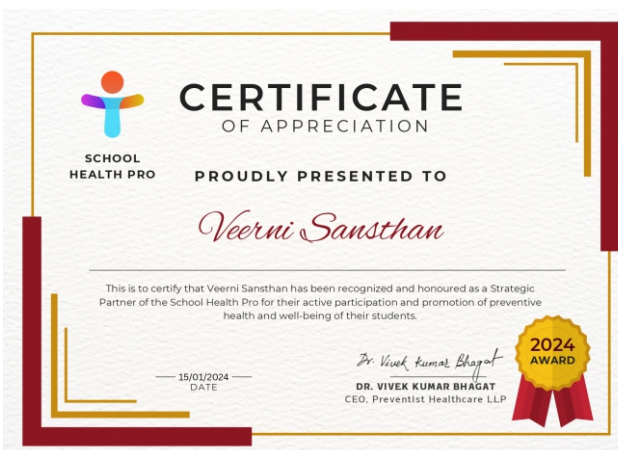 CERTIFICATE
OF APPRECIATION
SCHOOL
HEALTH PRO
PROUDLY PRESENTED TO
Veerni Sansthan
This is to certify that Veerni Sansthan has been recognized and honoured as a Strategic
Partner of the School Health Pro for their active participation and promotion of preventive
health and well-being of their students.
2024
AWARD
Dr. Vivek Kumar Bhagat
15/01/2024
DATE
DR. VIVEK KUMAR BHAGAT
CEO, Preventist Healthcare LLP